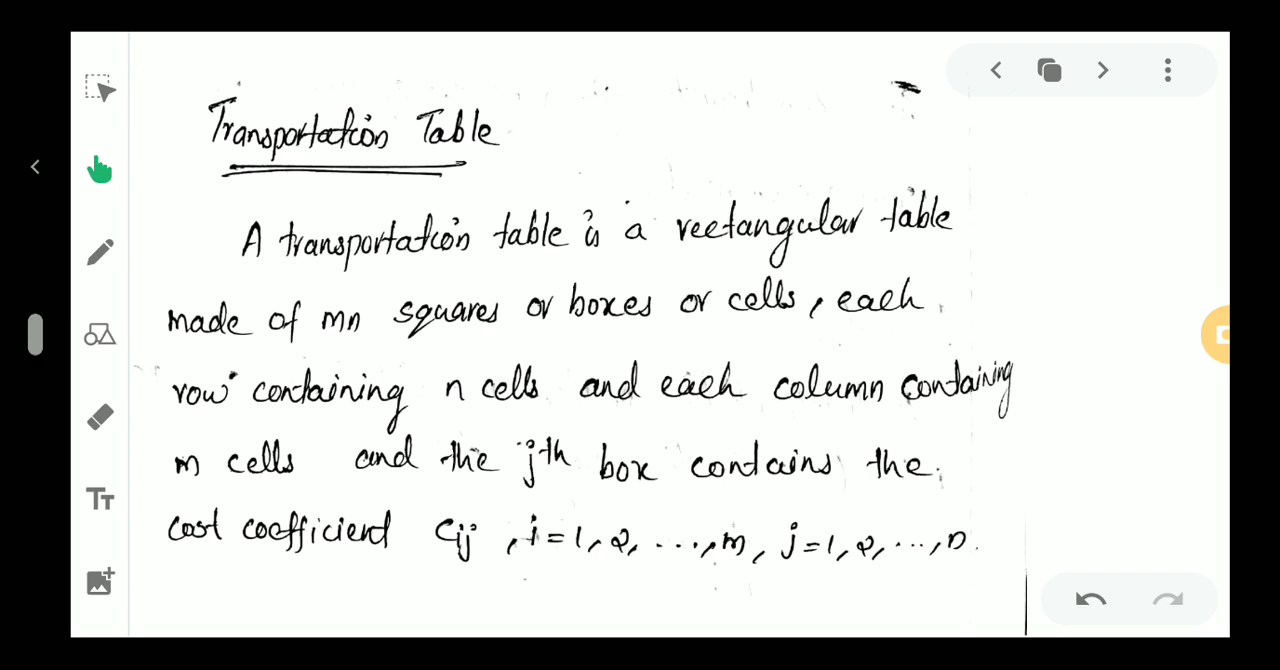 Transportation Table
A transportation table is a rectangular table
made of mn squares or boxes or cells, each
row containing n cells and each column containing
m cells and the jth box contains the
cost coefficient Cij, i=1, 2, ..., m, j=1, 2, ..., n.
TT